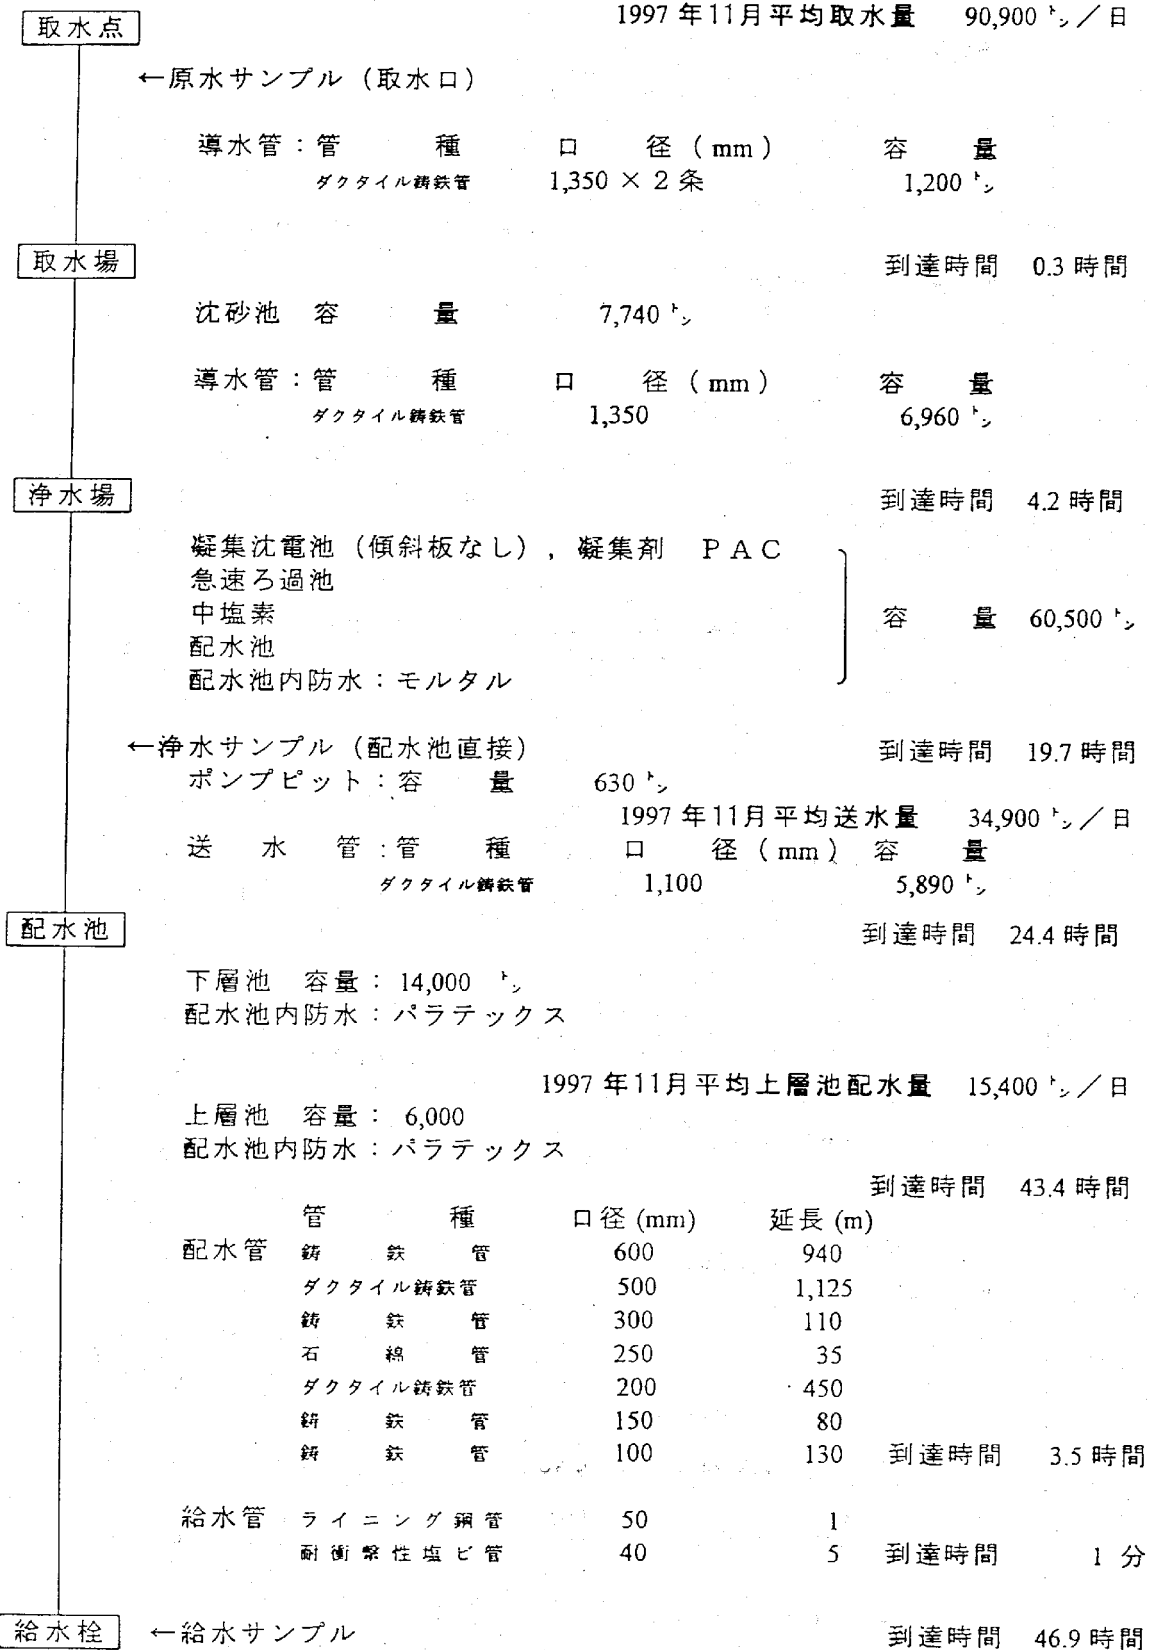 1997年11月平均取水量 90,900㌧/日
取水点
←原水サンプル(取水口)
導水管:管 種 口 径(mm) 容 量
ダクタイル鋳鉄管 1,350×2条 1,200㌧
取水場 到達時間 0.3時間
沈砂池 容 量 7,740㌧
導水管:管 種 口 径(mm) 容 量
ダクタイル鋳鉄管 1,350 6,960㌧
浄水場 到達時間 4.2時間
凝集沈電池(傾斜板なし),凝集剤 PAC
急速ろ過池
中塩素 容 量 60,500㌧
配水池
配水池内防水:モルタル
←浄水サンプル(配水池直接) 到達時間 19.7時間
ポンプピット:容 量 630㌧
1997年11月平均送水量 34,900㌧/日
送 水 管:管 種 口 径(mm) 容 量
ダクタイル鋳鉄管 1,100 5,890㌧
配水池 到達時間 24.4時間
下層池 容量:14,000㌧
配水池内防水:パラテックス
1997年11月平均上層池配水量 15,400㌧/日
上層池 容量:6,000
配水池内防水:パラテックス
到達時間 43.4時間
管 種 口径(mm) 延長(m)
配水管 鋳 鉄 管 600 940
ダクタイル鋳鉄管 500 1,125
鋳 鉄 管 300 110
石 綿 管 250 35
ダクタイル鋳鉄管 200 450
鋳 鉄 管 150 80
鋳 鉄 管 100 130 到達時間 3.5時間
給水管 ライニング鋼管 50 1
耐衝撃性塩ビ管 40 5 到達時間 1分
給水栓 ←給水サンプル 到達時間 46.9時間